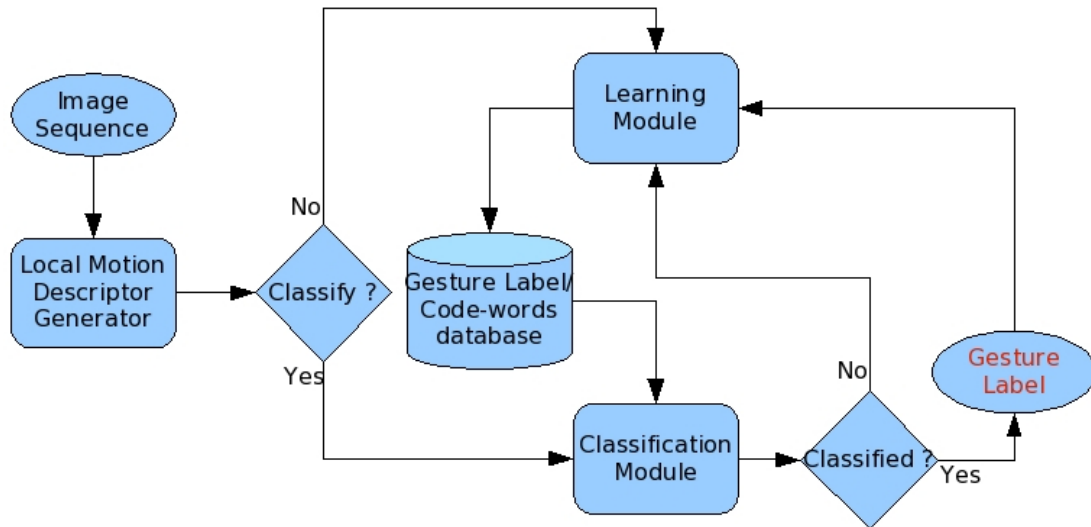 Image
Sequence
Local Motion
Descriptor
Generator
No
Classify ?
Yes
Learning
Module
Gesture Label/
Code-words
database
Classification
Module
No
Classified ?
Yes
Gesture
Label